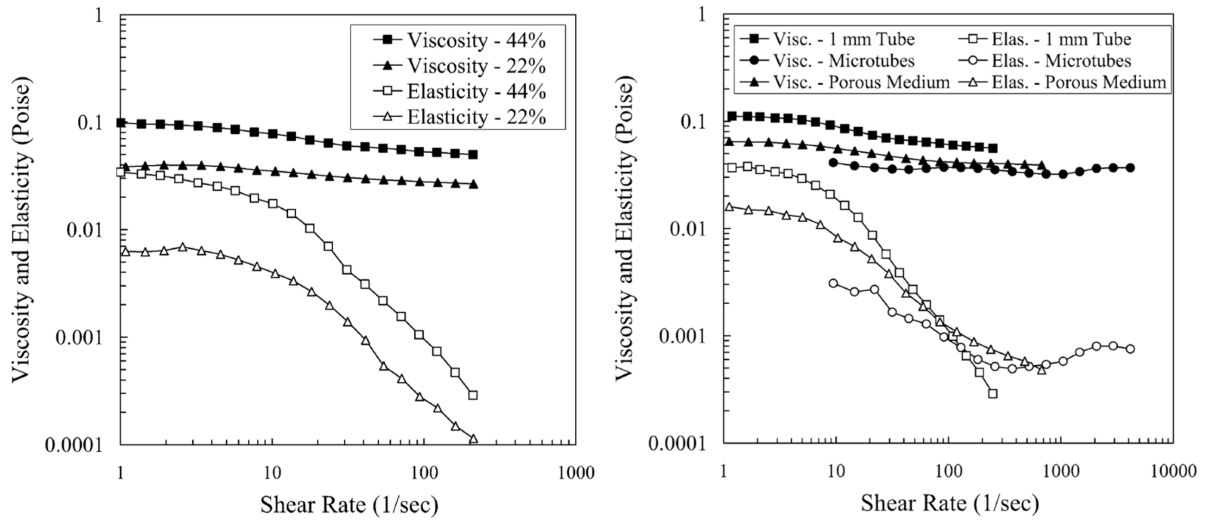 Viscosity and Elasticity (Poise)
1
0.1
0.01
0.001
0.0001
Viscosity - 44%
Viscosity - 22%
Elasticity - 44%
Elasticity - 22%
1
10
100
1000
Shear Rate (1/sec)
Viscosity and Elasticity (Poise)
1
0.1
0.01
0.001
0.0001
Visc. - 1 mm Tube
Elas. - 1 mm Tube
Visc. - Microtubes
Elas. - Microtubes
Visc. - Porous Medium
Elas. - Porous Medium
1
10
100
1000
10000
Shear Rate (1/sec)